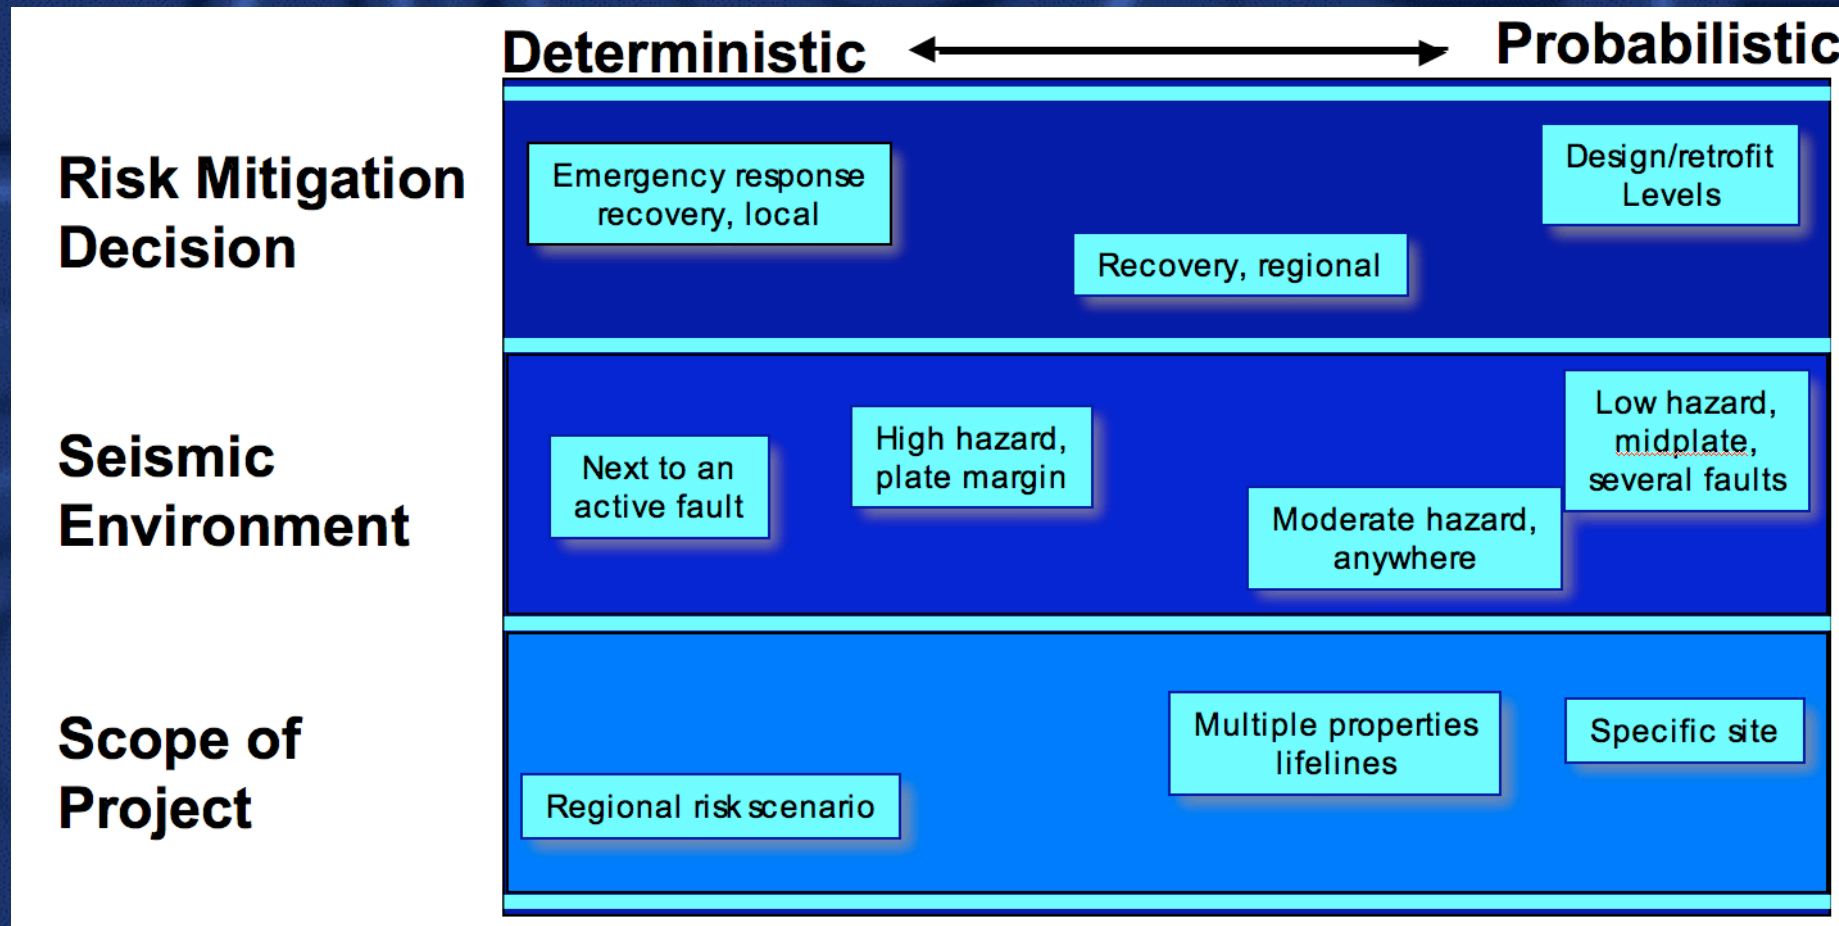 Deterministic
Probabilistic
Risk Mitigation
Decision
Emergency response
recovery, local
Recovery, regional
Design/retrofit
Levels
Seismic
Environment
Next to an
active fault
High hazard,
plate margin
Moderate hazard,
anywhere
Low hazard,
midplate,
several faults
Scope of
Project
Regional risk scenario
Multiple properties
lifelines
Specific site